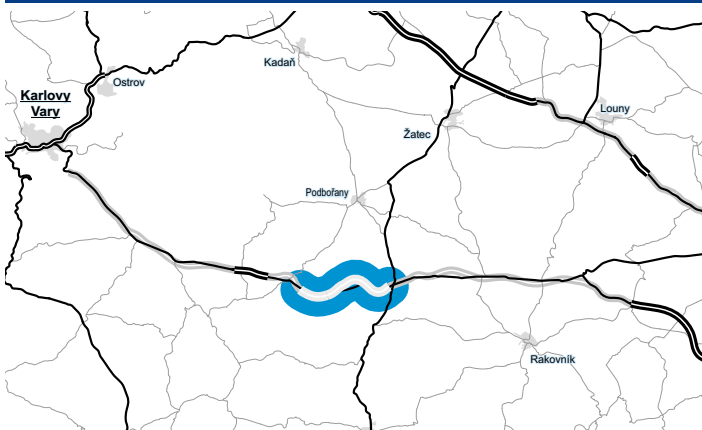 Kadaň
Ostrov
Karlovy
Vary
Louny
Žatec
Podbořany
Rakovník